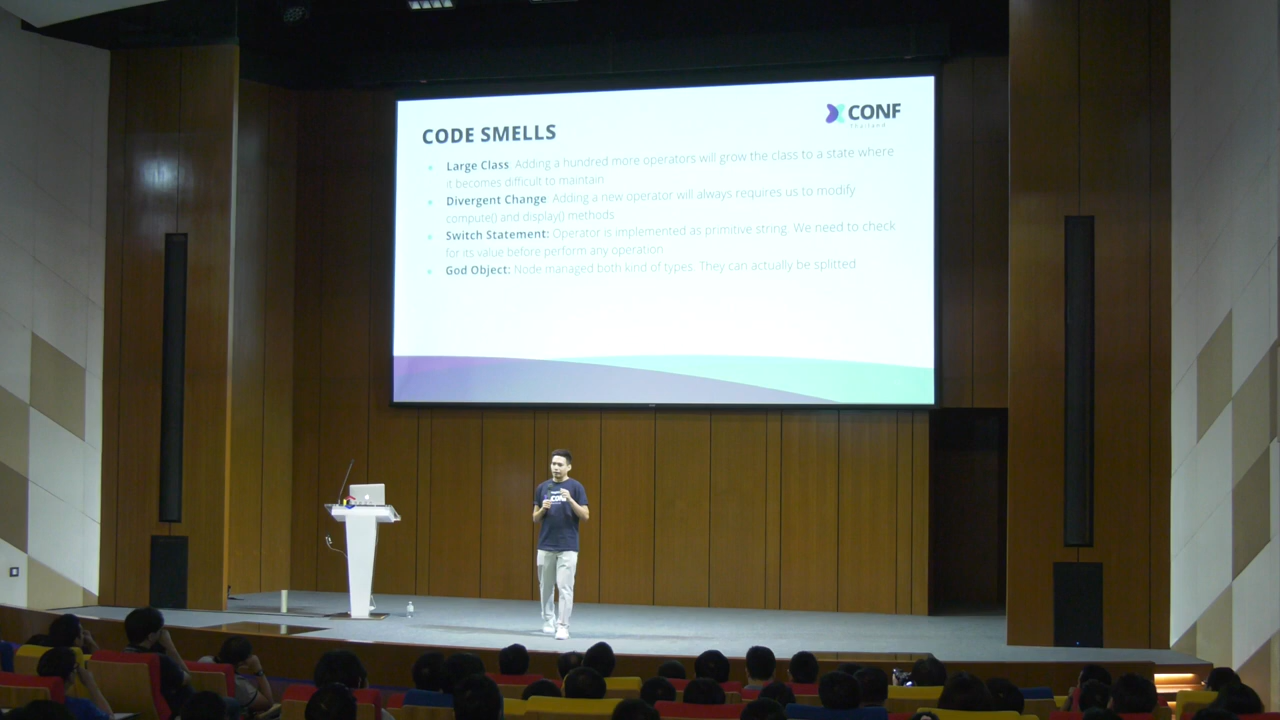 CONF
Thailand
CODE SMELLS
Large Class: Adding a hundred more operators will grow the class to a state where
it becomes difficult to maintain
Divergent Change: Adding a new operator will always requires us to modify
compute() and display() methods
Switch Statement: Operator is implemented as primitive string. We need to check
for its value before perform any operation
God Object: Node managed both kind of types. They can actually be splitted
CONF